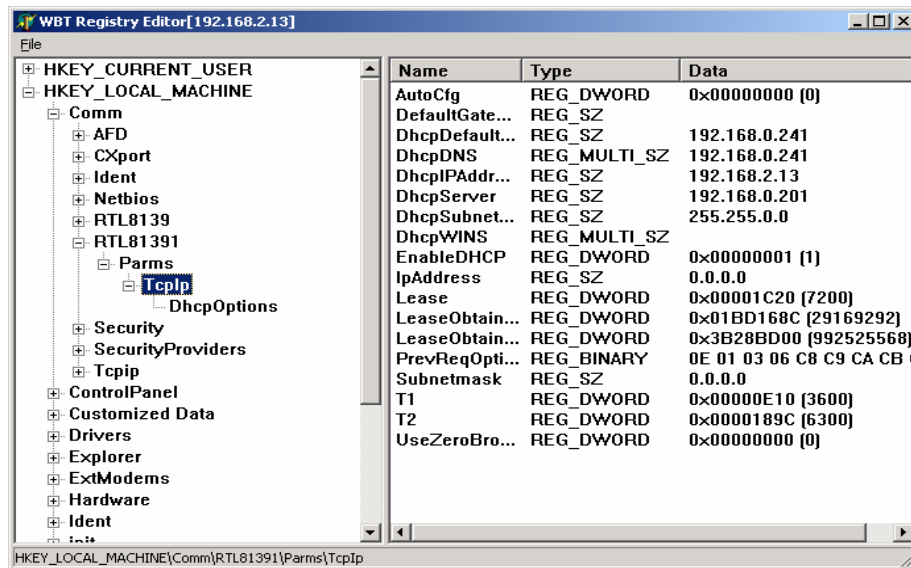 WBT Registry Editor[192.168.2.13]
File
HKEY_CURRENT_USER
HKEY_LOCAL_MACHINE
Comm
AFD
CXport
Ident
Netbios
RTL8139
RTL81391
Parms
TcpIp
DhcpOptions
Security
SecurityProviders
Tcpip
ControlPanel
Customized Data
Drivers
Explorer
ExtModems
Hardware
Ident
init
Name Type Data
AutoCfg REG_DWORD 0x00000000 (0)
DefaultGate... REG_SZ
DhcpDefault... REG_SZ 192.168.0.241
DhcpDNS REG_MULTI_SZ 192.168.0.241
DhcpIPAddr... REG_SZ 192.168.2.13
DhcpServer REG_SZ 192.168.0.201
DhcpSubnet... REG_SZ 255.255.0.0
DhcpWINS REG_MULTI_SZ
EnableDHCP REG_DWORD 0x00000001 (1)
IpAddress REG_SZ 0.0.0.0
Lease REG_DWORD 0x00001C20 (7200)
LeaseObtain... REG_DWORD 0x01BD168C (29169292)
LeaseObtain... REG_DWORD 0x3B28BD00 (992525568)
PrevReqOpti... REG_BINARY 0E 01 03 06 C8 C9 CA CB
Subnetmask REG_SZ 0.0.0.0
T1 REG_DWORD 0x00000E10 (3600)
T2 REG_DWORD 0x0000189C (6300)
UseZeroBro... REG_DWORD 0x00000000 (0)
HKEY_LOCAL_MACHINE\Comm\RTL81391\Parms\TcpIp